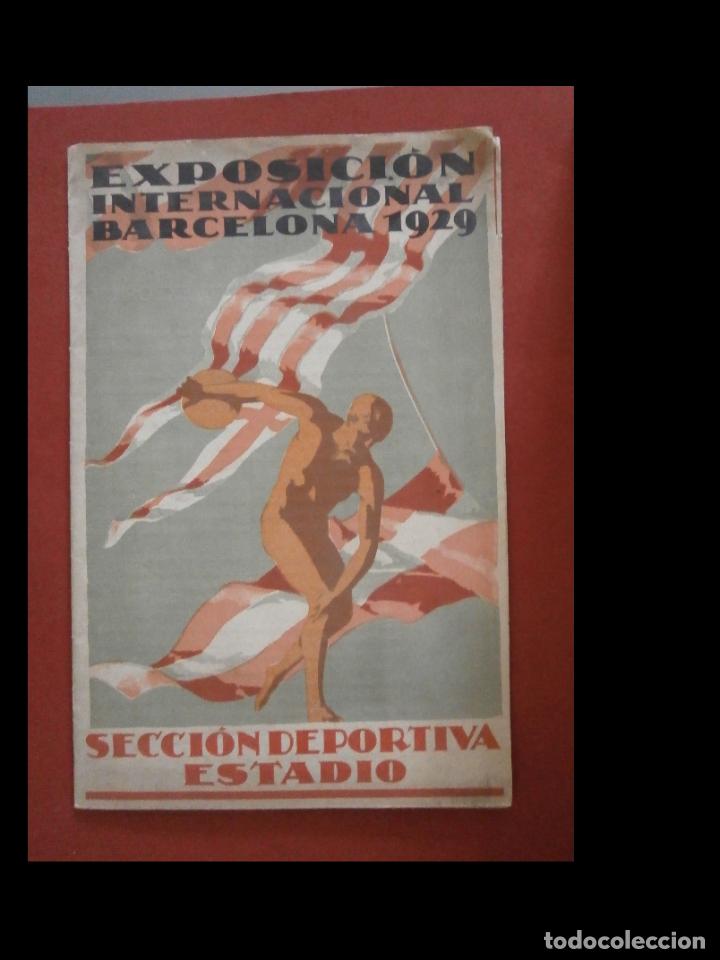 EXPOSICIÓN
INTERNACIONAL
BARCELONA 1929
SECCIÓN DEPORTIVA
ESTADIO
todocoleccion